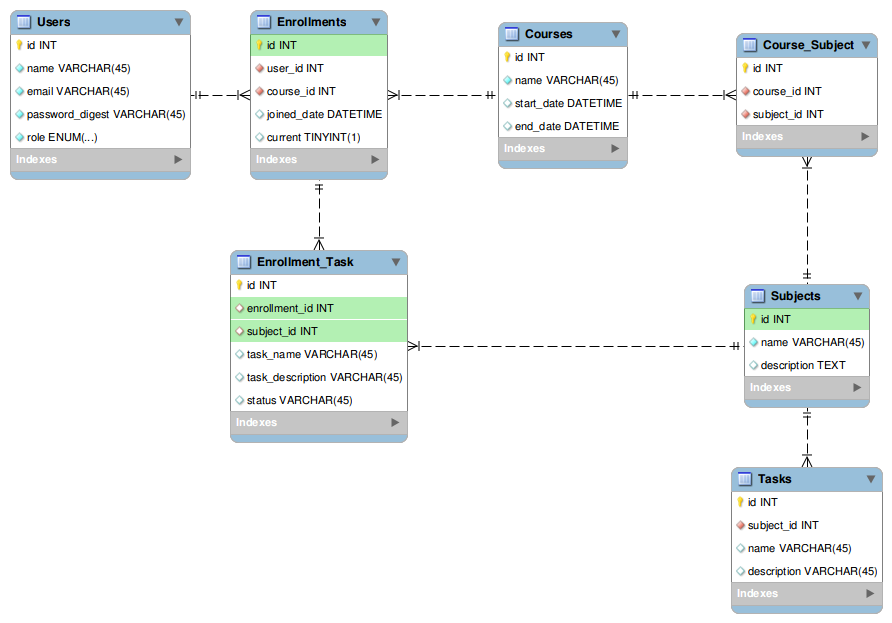 Users
id INT
name VARCHAR(45)
email VARCHAR(45)
password_digest VARCHAR(45)
role ENUM(...)
Indexes
Enrollments
id INT
user_id INT
course_id INT
joined_date DATETIME
current TINYINT(1)
Indexes
Courses
id INT
name VARCHAR(45)
start_date DATETIME
end_date DATETIME
Indexes
Course_Subject
id INT
course_id INT
subject_id INT
Indexes
Enrollment_Task
id INT
enrollment_id INT
subject_id INT
task_name VARCHAR(45)
task_description VARCHAR(45)
status VARCHAR(45)
Indexes
Subjects
id INT
name VARCHAR(45)
description TEXT
Indexes
Tasks
id INT
subject_id INT
name VARCHAR(45)
description VARCHAR(45)
Indexes